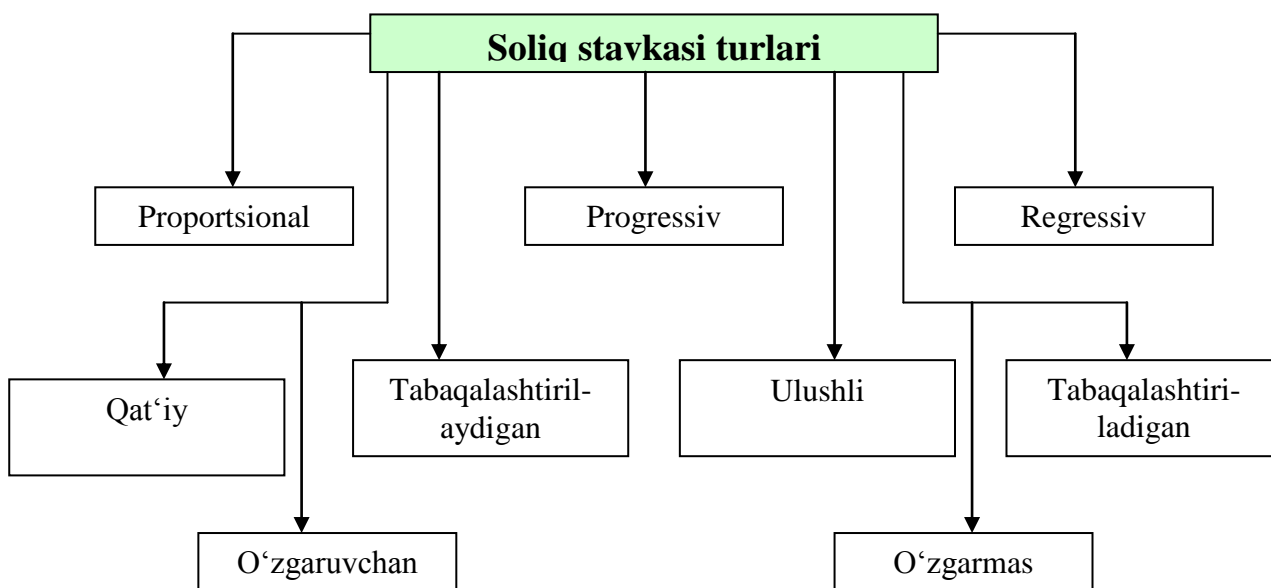 Soliq stavkasi turlari
Proportsional
Progressiv
Regressiv
Qat‘iy
Tabaqalashtiril-
aydigan
Ulushli
Tabaqalashtiri-
ladigan
O‘zgaruvchan
O‘zgarmas